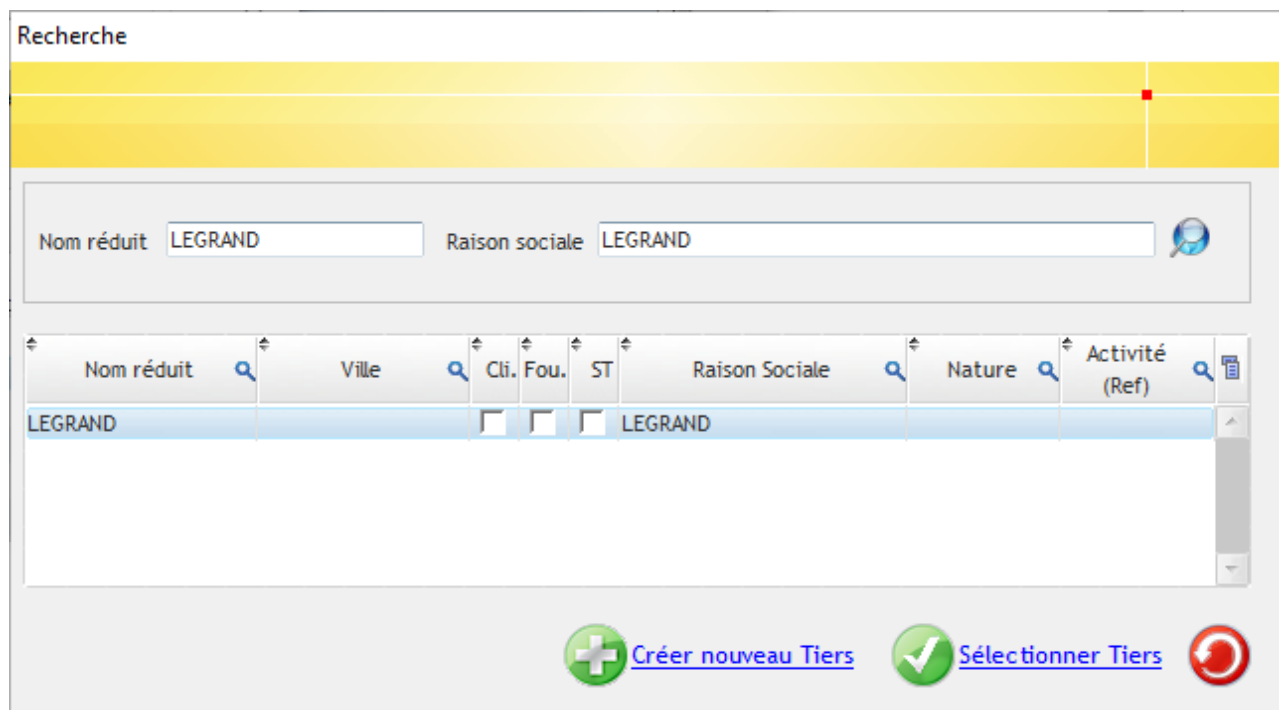 Recherche
Nom réduit LEGRAND Raison sociale LEGRAND
Nom réduit Ville Cli. Fou. ST Raison Sociale Nature Activité (Ref)
LEGRAND LEGRAND
Créer nouveau Tiers Sélectionner Tiers